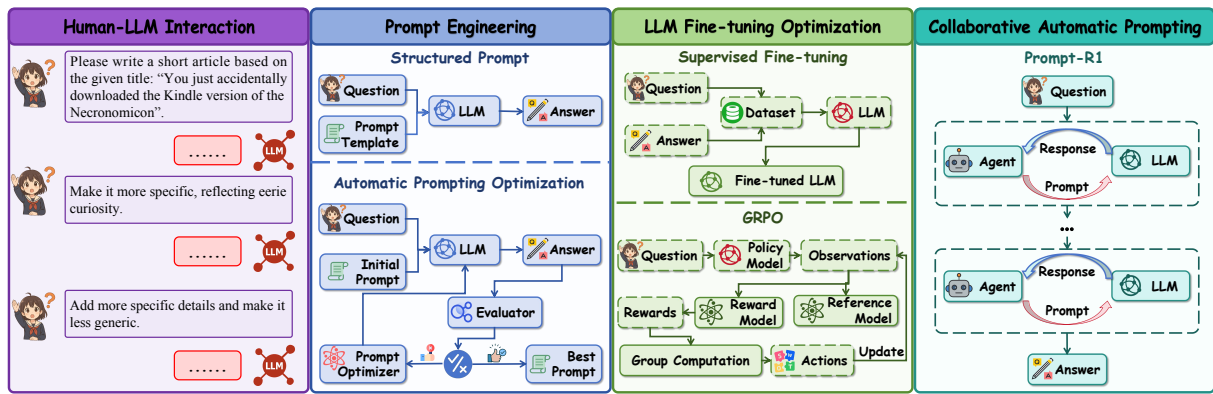 Human-LLM Interaction
Please write a short article based on
the given title: “You just accidentally
downloaded the Kindle version of the
Necronomicon”.
......
LLM
Make it more specific, reflecting eerie
curiosity.
......
LLM
Add more specific details and make it
less generic.
......
LLM
Prompt Engineering
Structured Prompt
Question
Prompt
Template
LLM
Answer
Automatic Prompting Optimization
Question
Initial
Prompt
LLM
Answer
Evaluator
Prompt
Optimizer
Best
Prompt
LLM Fine-tuning Optimization
Supervised Fine-tuning
Question
Answer
Dataset
LLM
Fine-tuned LLM
GRPO
Question
Policy
Model
Observations
Rewards
Reward
Model
Reference
Model
Group Computation
Actions
Update
Collaborative Automatic Prompting
Prompt-R1
Question
Response
Agent
LLM
Prompt
...
Response
Agent
LLM
Prompt
Answer